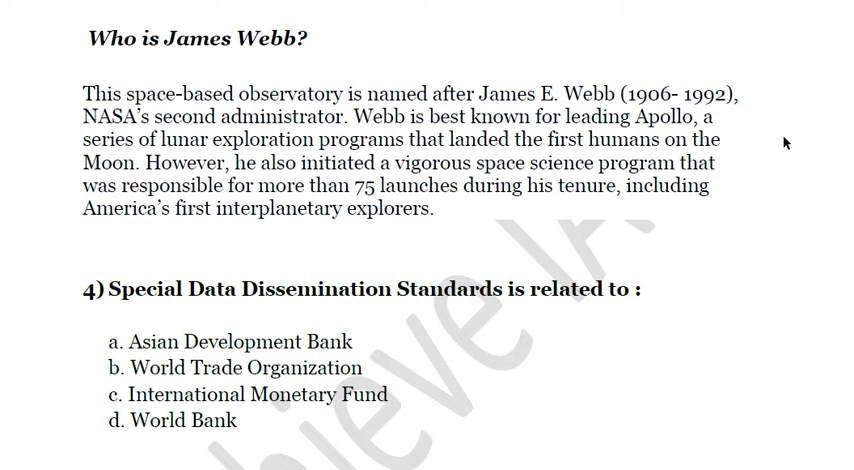 Who is James Webb?
This space-based observatory is named after James E. Webb (1906- 1992),
NASA's second administrator. Webb is best known for leading Apollo, a
series of lunar exploration programs that landed the first humans on the
Moon. However, he also initiated a vigorous space science program that
was responsible for more than 75 launches during his tenure, including
America's first interplanetary explorers.
4) Special Data Dissemination Standards is related to :
a. Asian Development Bank
b. World Trade Organization
c. International Monetary Fund
d. World Bank